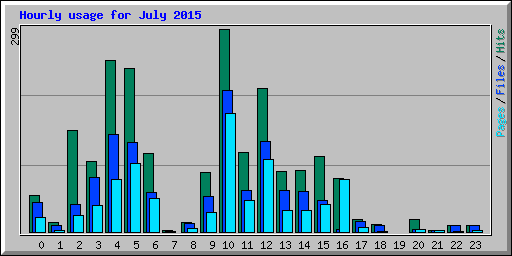 Hourly usage for July 2015
299
Pages/Files/Hits
0 1 2 3 4 5 6 7 8 9 10 11 12 13 14 15 16 17 18 19 20 21 22 23